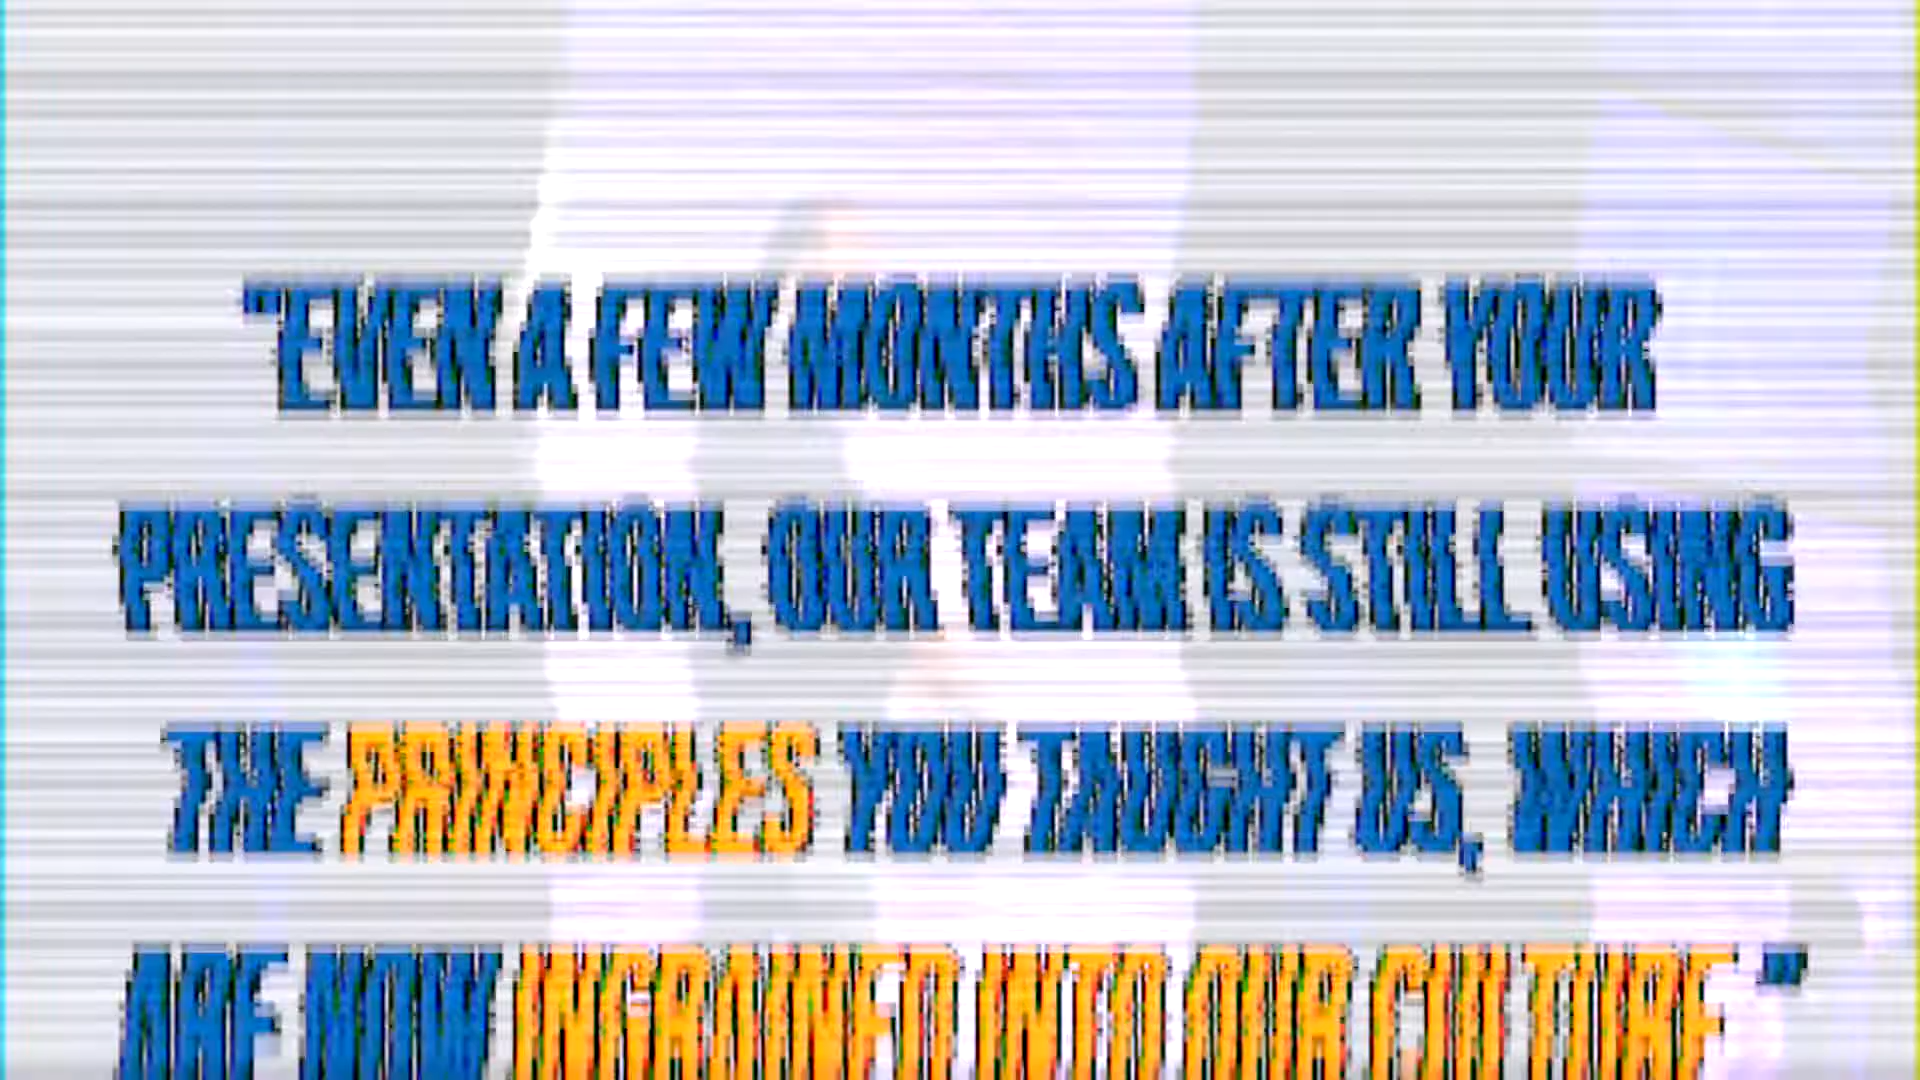 "EVEN A FEW MONTHS AFTER YOUR
PRESENTATION, OUR TEAM IS STILL USING
THE PRINCIPLES YOU TAUGHT US, WHICH
ARE NOW INGRAINED INTO OUR CULTURE"